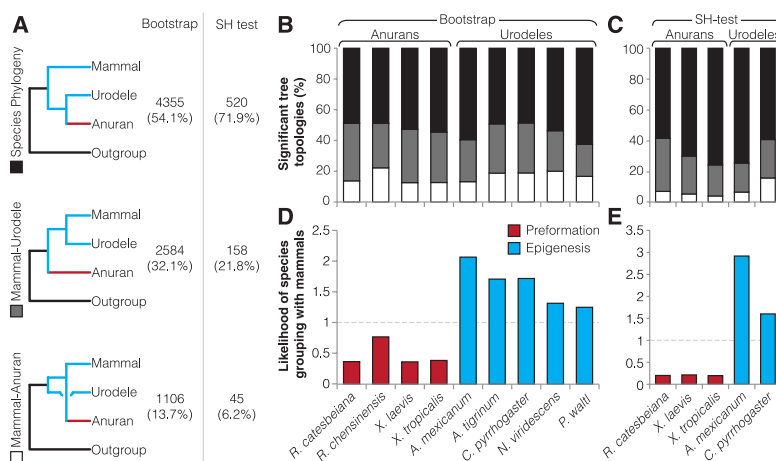 A
Bootstrap
SH test
Species Phylogeny
Mammal
Urodele
Anuran
Outgroup
4355
(54.1%)
520
(71.9%)
Mammal-Urodele
Mammal
Urodele
Anuran
Outgroup
2584
(32.1%)
158
(21.8%)
Mammal-Anuran
Mammal
Urodele
Anuran
Outgroup
1106
(13.7%)
45
(6.2%)
B
Bootstrap
Anurans
Urodeles
Significant tree
topologies (%)
100
80
60
40
20
0
C
SH-test
Anurans
Urodeles
100
80
60
40
20
0
D
Preformation
Epigenesis
Likelihood of species
grouping with mammals
2.5
2
1.5
1
0.5
0
R. catesbeiana
R. chensinensis
X. laevis
X. tropicalis
A. mexicanum
A. tigrinum
C. pyrrhogaster
N. viridescens
P. waltl
E
3.5
3
2.5
2
1.5
1
0.5
0
R. catesbeiana
X. laevis
X. tropicalis
A. mexicanum
C. pyrrhogaster